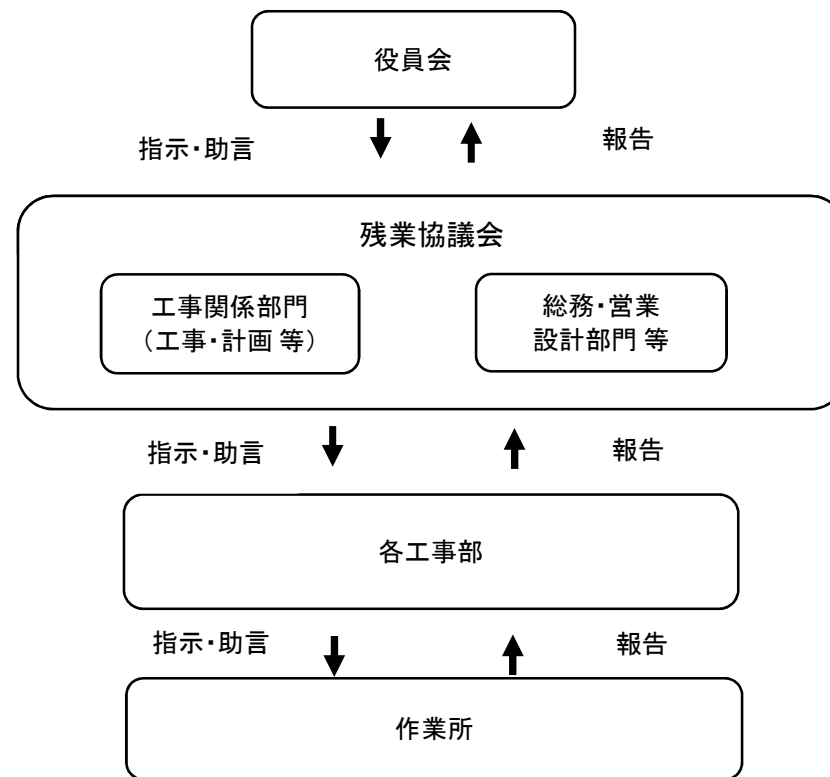 役員会
指示・助言
報告
残業協議会
工事関係部門
（工事・計画 等）
総務・営業
設計部門 等
指示・助言
報告
各工事部
指示・助言
報告
作業所